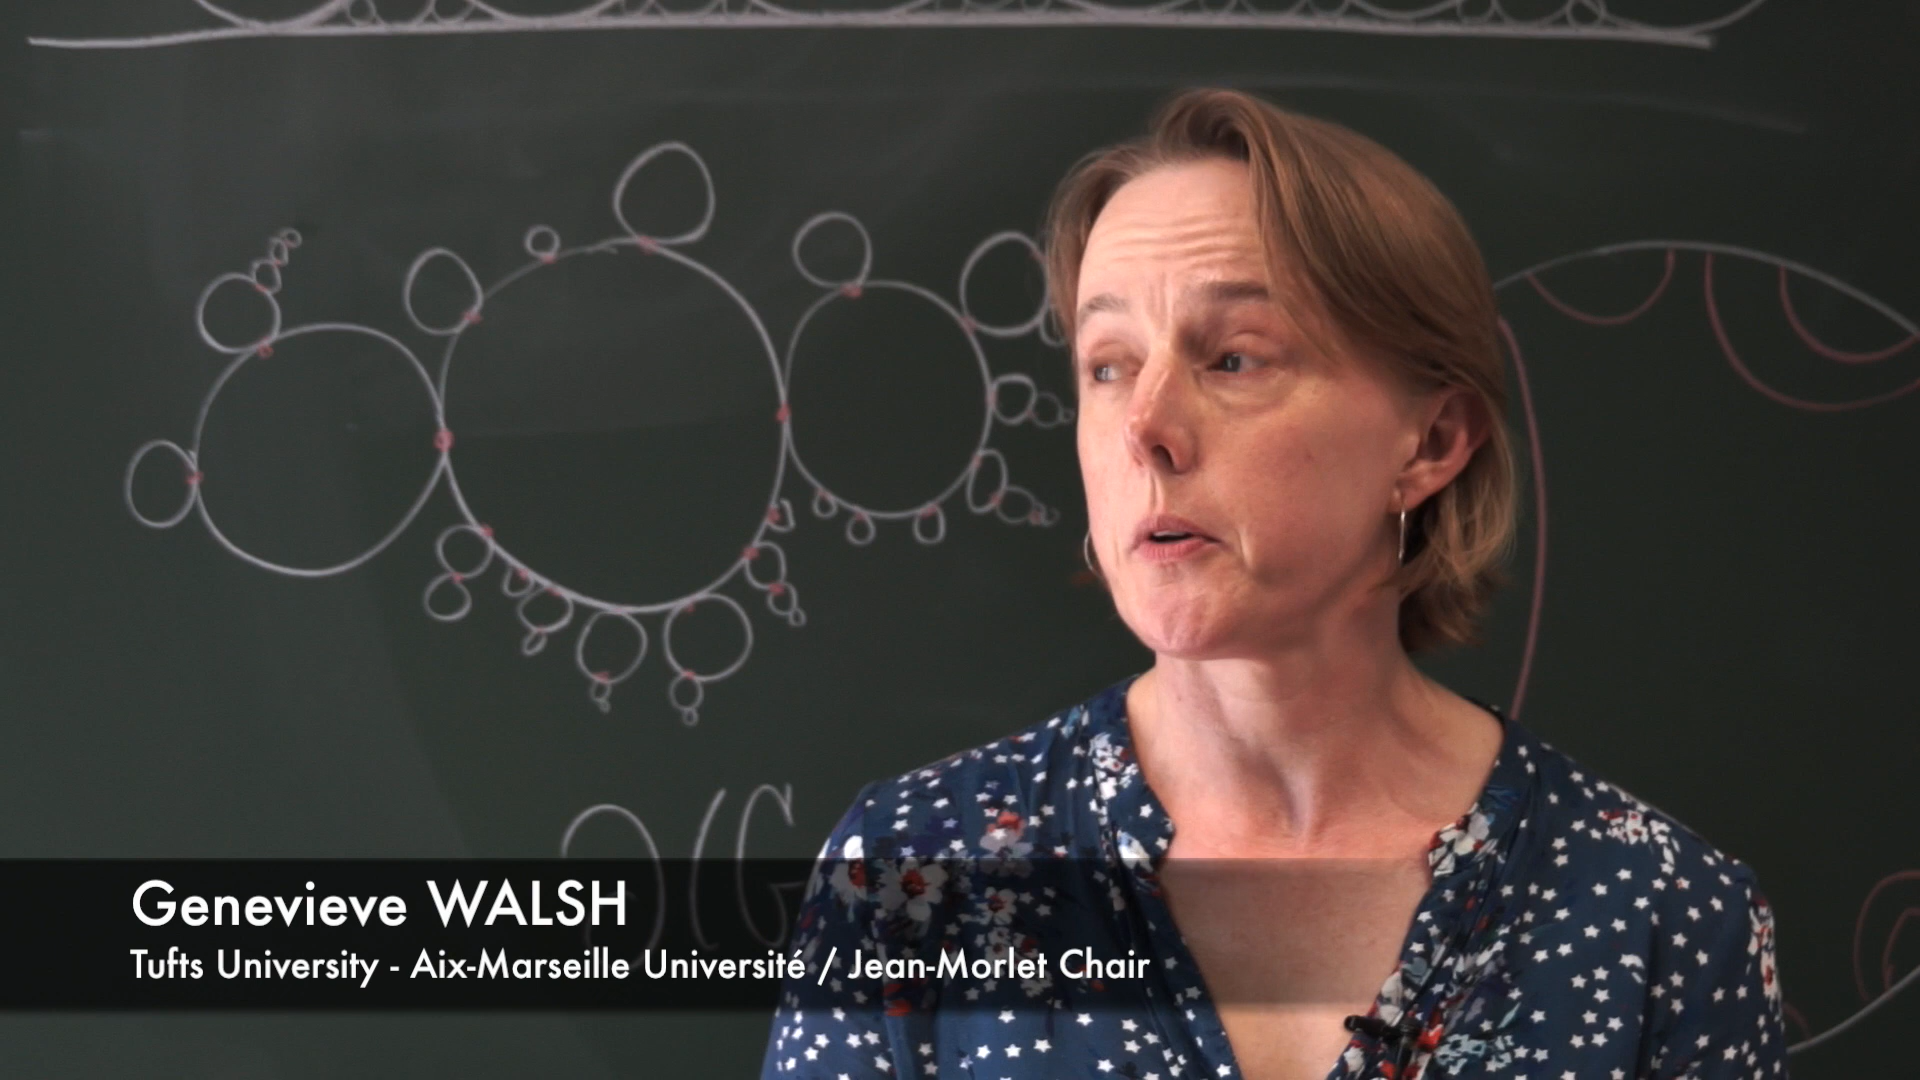 ∂(G
Genevieve WALSH
Tufts University - Aix-Marseille Université / Jean-Morlet Chair